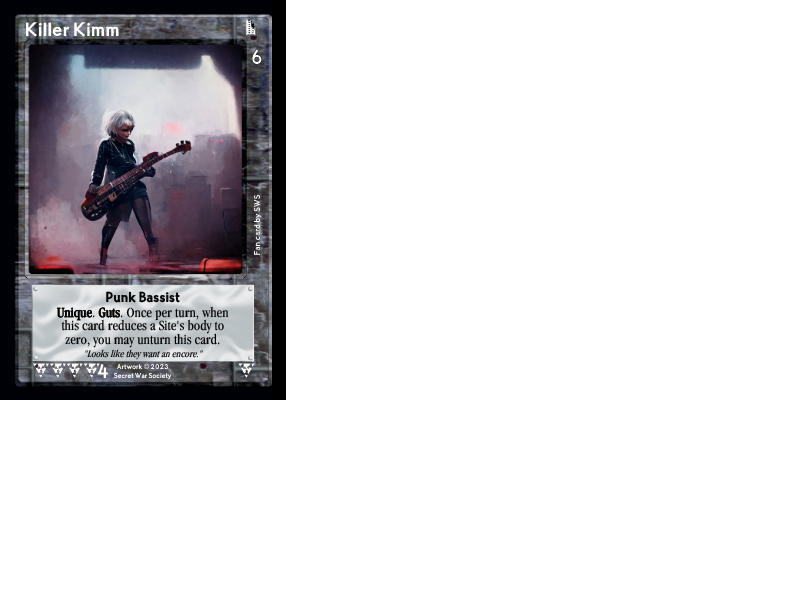 Killer Kimm
6
Fan card by SWS
Punk Bassist
Unique. Guts. Once per turn, when
this card reduces a Site's body to
zero, you may unturn this card.
"Looks like they want an encore."
4
Artwork © 2023
Secret War Society